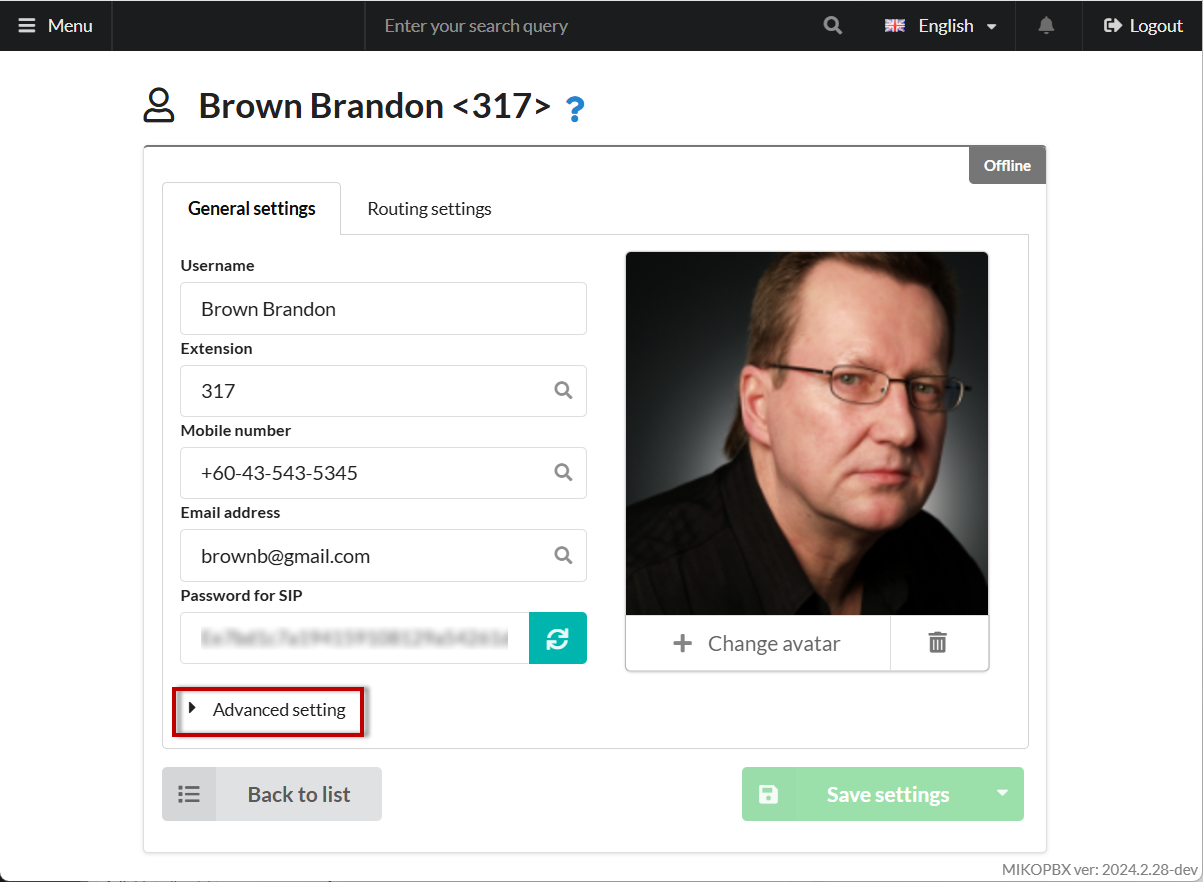 Menu
Enter your search query
English
Logout
Brown Brandon <317> ?
Offline
General settings
Routing settings
Username
Brown Brandon
Extension
317
Mobile number
+60-43-543-5345
Email address
brownb@gmail.com
Password for SIP
Change avatar
Advanced setting
Back to list
Save settings
MIKOPBX ver: 2024.2.28-dev